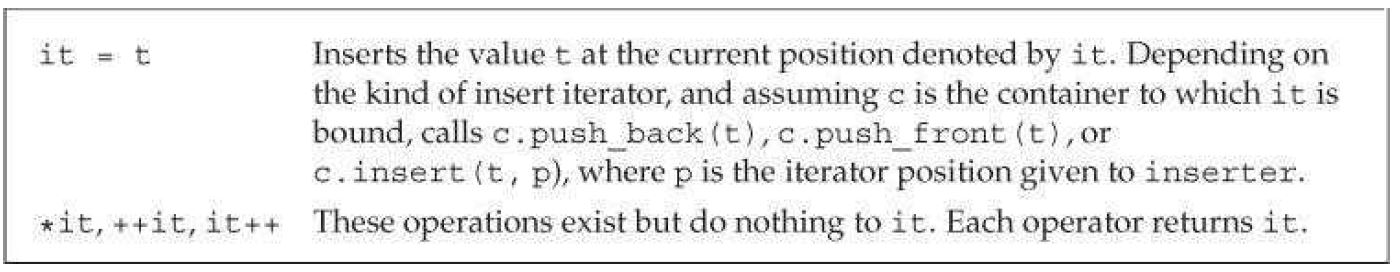 it = t Inserts the value t at the current position denoted by it. Depending on
the kind of insert iterator, and assuming c is the container to which it is
bound, calls c.push_back(t), c.push_front(t), or
c.insert(t, p), where p is the iterator position given to inserter.
*it, ++it, it++ These operations exist but do nothing to it. Each operator returns it.